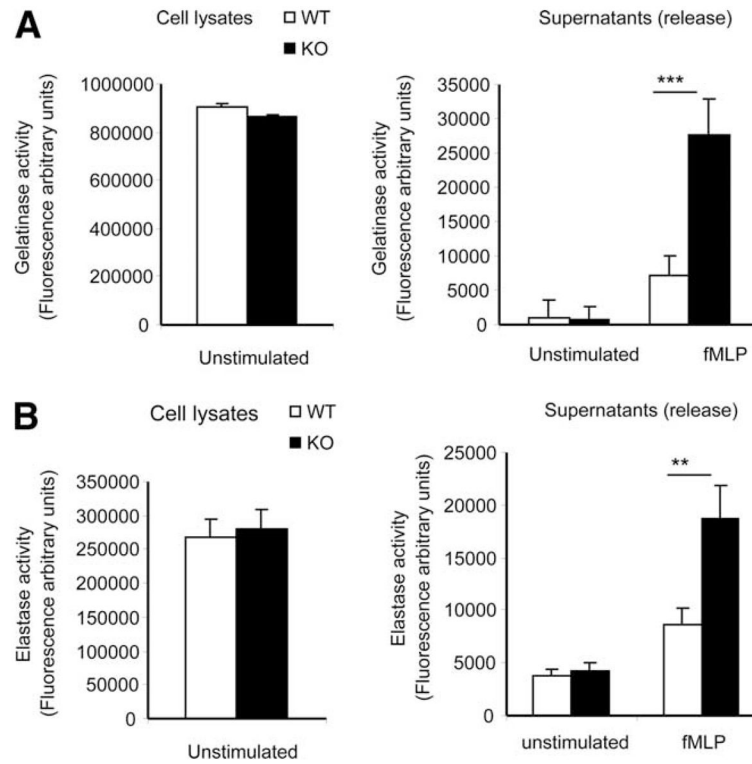 A
Cell lysates
WT
KO
Supernatants (release)
Gelatinase activity
(Fluorescence arbitrary units)
1000000
800000
600000
400000
200000
0
Unstimulated
Gelatinase activity
(Fluorescence arbitrary units)
35000
30000
25000
20000
15000
10000
5000
0
***
Unstimulated
fMLP
B
Cell lysates
WT
KO
Supernatants (release)
Elastase activity
(Fluorescence arbitrary units)
350000
300000
250000
200000
150000
100000
50000
0
Unstimulated
Elastase activity
(Fluorescence arbitrary units)
25000
20000
15000
10000
5000
0
**
unstimulated
fMLP